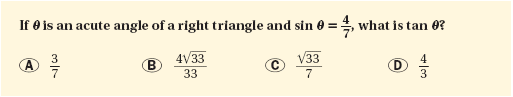 If θ is an acute angle of a right triangle and sin θ = 4/7, what is tan θ?
A 3/7 B 4√33/33 C √33/7 D 4/3